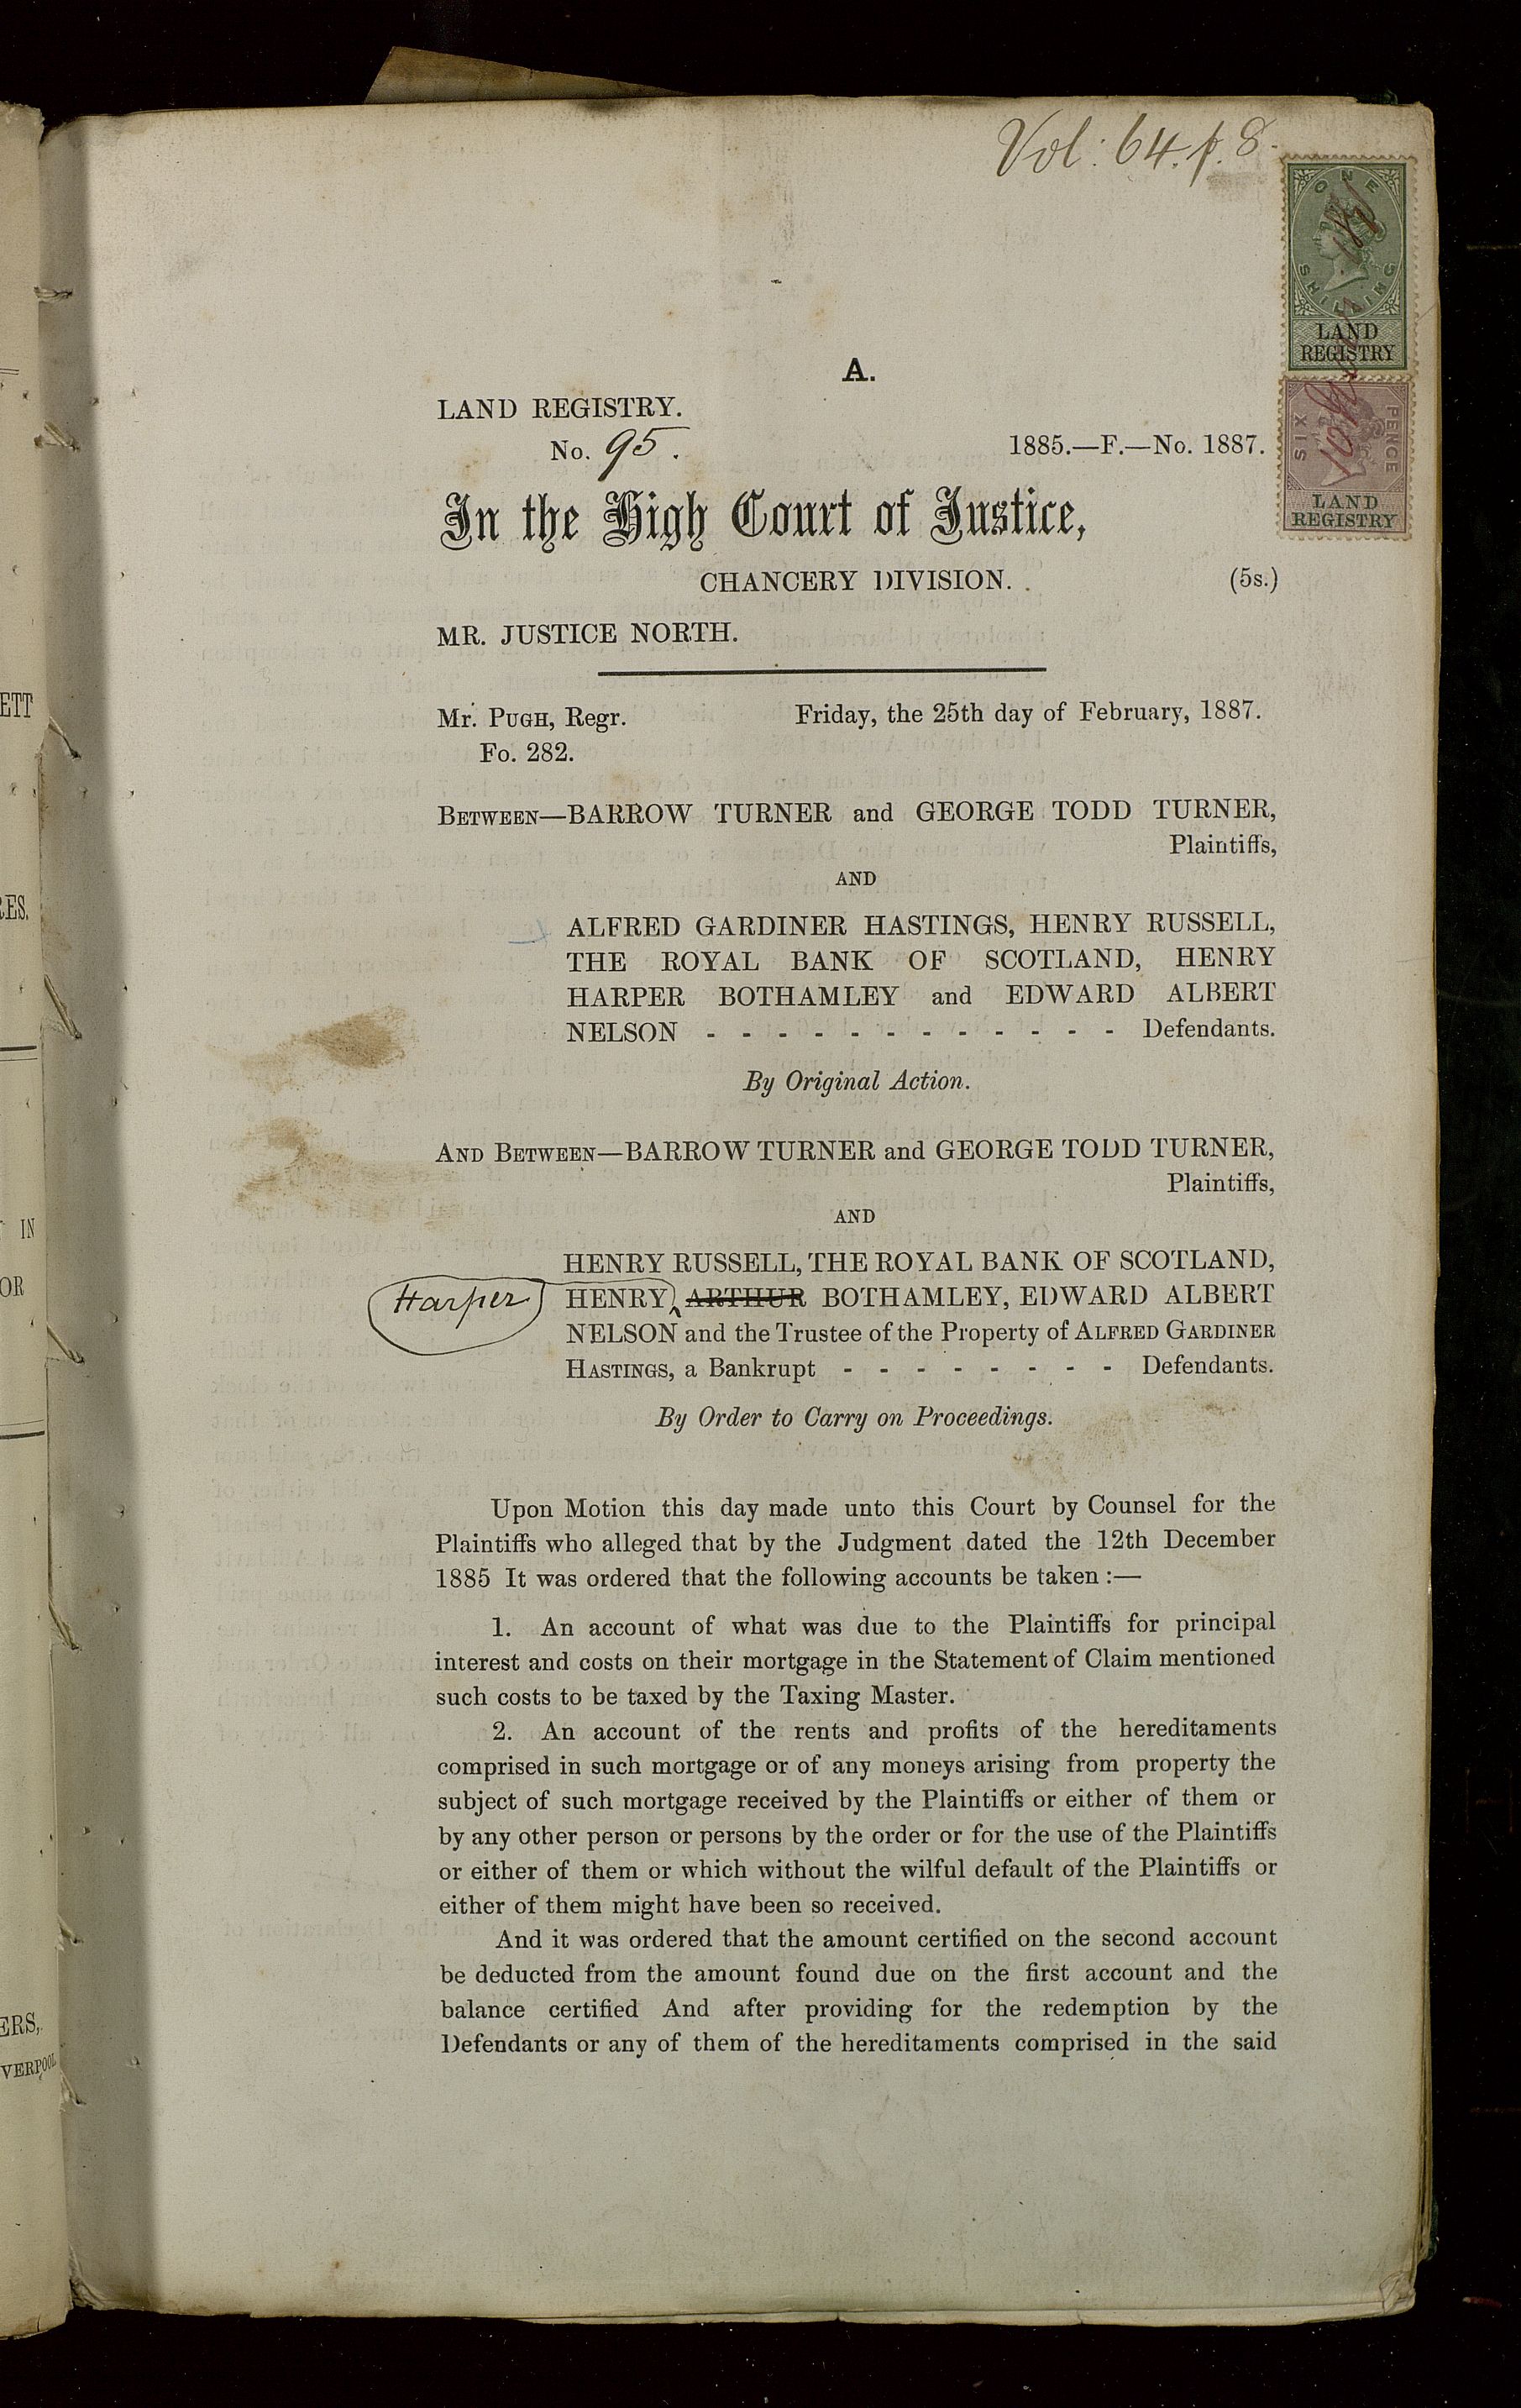 Vol: 64. p. 8.
ONE
SHILLING
LAND
REGISTRY
SIX
PENCE
LAND
REGISTRY
A.
LAND REGISTRY.
No. 95.
1885.—F.—No. 1887.
In the High Court of Justice,
CHANCERY DIVISION.
(5s.)
MR. JUSTICE NORTH.
Mr. PUGH, Regr.
Friday, the 25th day of February, 1887.
Fo. 282.
BETWEEN—BARROW TURNER and GEORGE TODD TURNER,
Plaintiffs,
AND
ALFRED GARDINER HASTINGS, HENRY RUSSELL,
THE ROYAL BANK OF SCOTLAND, HENRY
HARPER BOTHAMLEY and EDWARD ALBERT
NELSON - - - - - - - - - - - - Defendants.
By Original Action.
AND BETWEEN—BARROW TURNER and GEORGE TODD TURNER,
Plaintiffs,
AND
HENRY RUSSELL, THE ROYAL BANK OF SCOTLAND,
Harper
HENRY ARTHUR BOTHAMLEY, EDWARD ALBERT
NELSON and the Trustee of the Property of ALFRED GARDINER
HASTINGS, a Bankrupt - - - - - - - - Defendants.
By Order to Carry on Proceedings.
Upon Motion this day made unto this Court by Counsel for the
Plaintiffs who alleged that by the Judgment dated the 12th December
1885 It was ordered that the following accounts be taken :—
1. An account of what was due to the Plaintiffs for principal
interest and costs on their mortgage in the Statement of Claim mentioned
such costs to be taxed by the Taxing Master.
2. An account of the rents and profits of the hereditaments
comprised in such mortgage or of any moneys arising from property the
subject of such mortgage received by the Plaintiffs or either of them or
by any other person or persons by the order or for the use of the Plaintiffs
or either of them or which without the wilful default of the Plaintiffs or
either of them might have been so received.
And it was ordered that the amount certified on the second account
be deducted from the amount found due on the first account and the
balance certified And after providing for the redemption by the
Defendants or any of them of the hereditaments comprised in the said
ETT
RES.
IN
OR
ERS,
VERPOOL